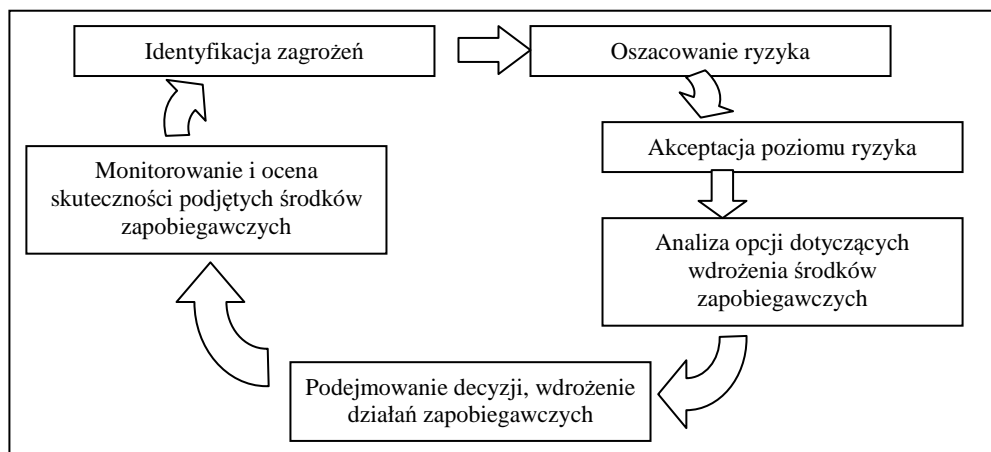 Identyfikacja zagrożeń
Oszacowanie ryzyka
Akceptacja poziomu ryzyka
Analiza opcji dotyczących
wdrożenia środków
zapobiegawczych
Podejmowanie decyzji, wdrożenie
działań zapobiegawczych
Monitorowanie i ocena
skuteczności podjętych środków
zapobiegawczych